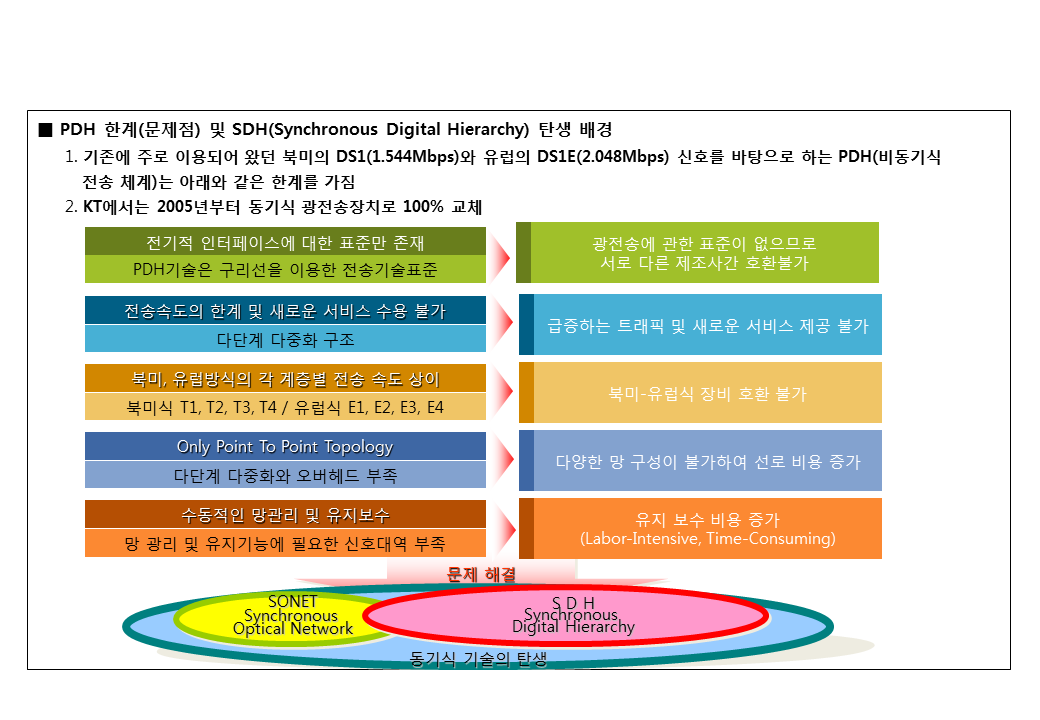 ■ PDH 한계(문제점) 및 SDH(Synchronous Digital Hierarchy) 탄생 배경
1. 기존에 주로 이용되어 왔던 북미의 DS1(1.544Mbps)와 유럽의 DS1E(2.048Mbps) 신호를 바탕으로 하는 PDH(비동기식
전송 체계)는 아래와 같은 한계를 가짐
2. KT에서는 2005년부터 동기식 광전송장치로 100% 교체
전기적 인터페이스에 대한 표준만 존재
PDH기술은 구리선을 이용한 전송기술표준
광전송에 관한 표준이 없으므로
서로 다른 제조사간 호환불가
전송속도의 한계 및 새로운 서비스 수용 불가
다단계 다중화 구조
급증하는 트래픽 및 새로운 서비스 제공 불가
북미, 유럽방식의 각 계층별 전송 속도 상이
북미식 T1, T2, T3, T4 / 유럽식 E1, E2, E3, E4
북미-유럽식 장비 호환 불가
Only Point To Point Topology
다단계 다중화와 오버헤드 부족
다양한 망 구성이 불가하여 선로 비용 증가
수동적인 망관리 및 유지보수
망 광리 및 유지기능에 필요한 신호대역 부족
유지 보수 비용 증가
(Labor-Intensive, Time-Consuming)
문제 해결
SONET
Synchronous
Optical Network
S D H
Synchronous
Digital Hierarchy
동기식 기술의 탄생